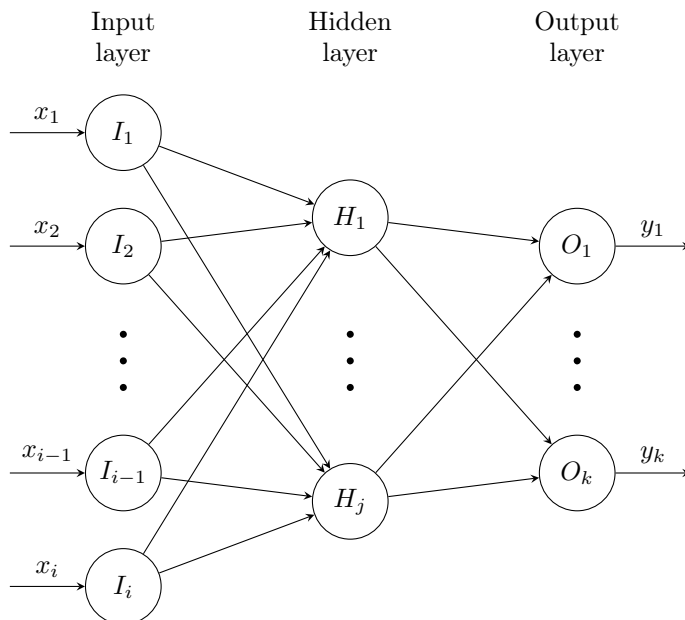 Input
layer
Hidden
layer
Output
layer
x₁
I₁
x₂
I₂
H₁
O₁
y₁
xᵢ₋₁
Iᵢ₋₁
Hⱼ
Oₖ
yₖ
xᵢ
Iᵢ